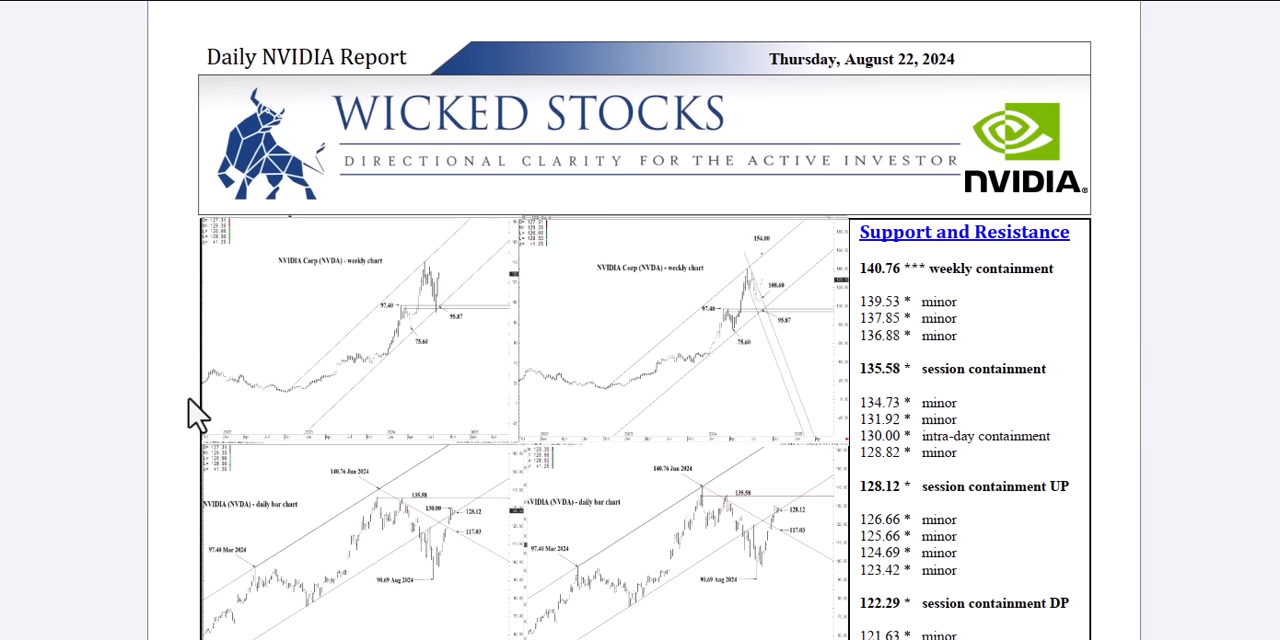 Daily NVIDIA Report
Thursday, August 22, 2024
WICKED STOCKS
DIRECTIONAL CLARITY FOR THE ACTIVE INVESTOR
NVIDIA®
NVIDIA Corp (NVDA) - weekly chart
97.40
95.87
75.60
NVIDIA Corp (NVDA) - weekly chart
154.00
108.60
97.40
95.87
75.60
140.76 Jun 2024
NVIDIA (NVDA) - daily bar chart
135.58
130.00
128.12
117.03
97.40 Mar 2024
90.69 Aug 2024
140.76 Jun 2024
NVIDIA (NVDA) - daily bar chart
135.58
128.12
117.03
97.40 Mar 2024
90.69 Aug 2024
Support and Resistance
140.76 *** weekly containment
139.53 * minor
137.85 * minor
136.88 * minor
135.58 * session containment
134.73 * minor
131.92 * minor
130.00 * intra-day containment
128.82 * minor
128.12 * session containment UP
126.66 * minor
125.66 * minor
124.69 * minor
123.42 * minor
122.29 * session containment DP
121.63 * minor